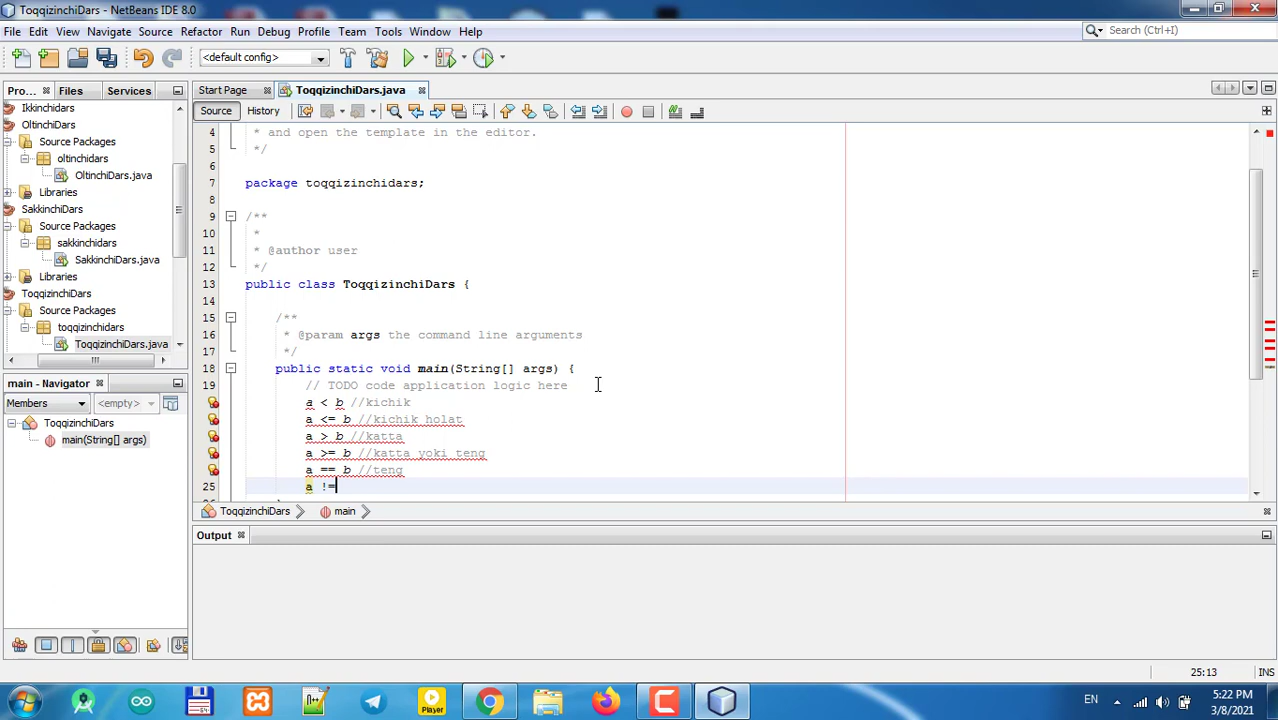 ToqqizinchiDars - NetBeans IDE 8.0
File Edit View Navigate Source Refactor Run Debug Profile Team Tools Window Help
Search (Ctrl+I)
<default config>
Pro... Files Services
Start Page ToqqizinchiDars.java
Source History
Ikkinchidars
OltinchiDars
Source Packages
oltinchidars
OltinchiDars.java
Libraries
SakkinchiDars
Source Packages
sakkinchidars
SakkinchiDars.java
Libraries
ToqqizinchiDars
Source Packages
toqqizinchidars
ToqqizinchiDars.java
main - Navigator
Members <empty>
ToqqizinchiDars
main(String[] args)
4 * and open the template in the editor.
5 */
6
7 package toqqizinchidars;
8
9 /**
10 *
11 * @author user
12 */
13 public class ToqqizinchiDars {
14
15 /**
16 * @param args the command line arguments
17 */
18 public static void main(String[] args) {
19 // TODO code application logic here
a < b //kichik
a <= b //kichik holat
a > b //katta
a >= b //katta yoki teng
a == b //teng
25 a !=
ToqqizinchiDars main
Output
25:13 INS
n++
Player
EN
5:22 PM
3/8/2021